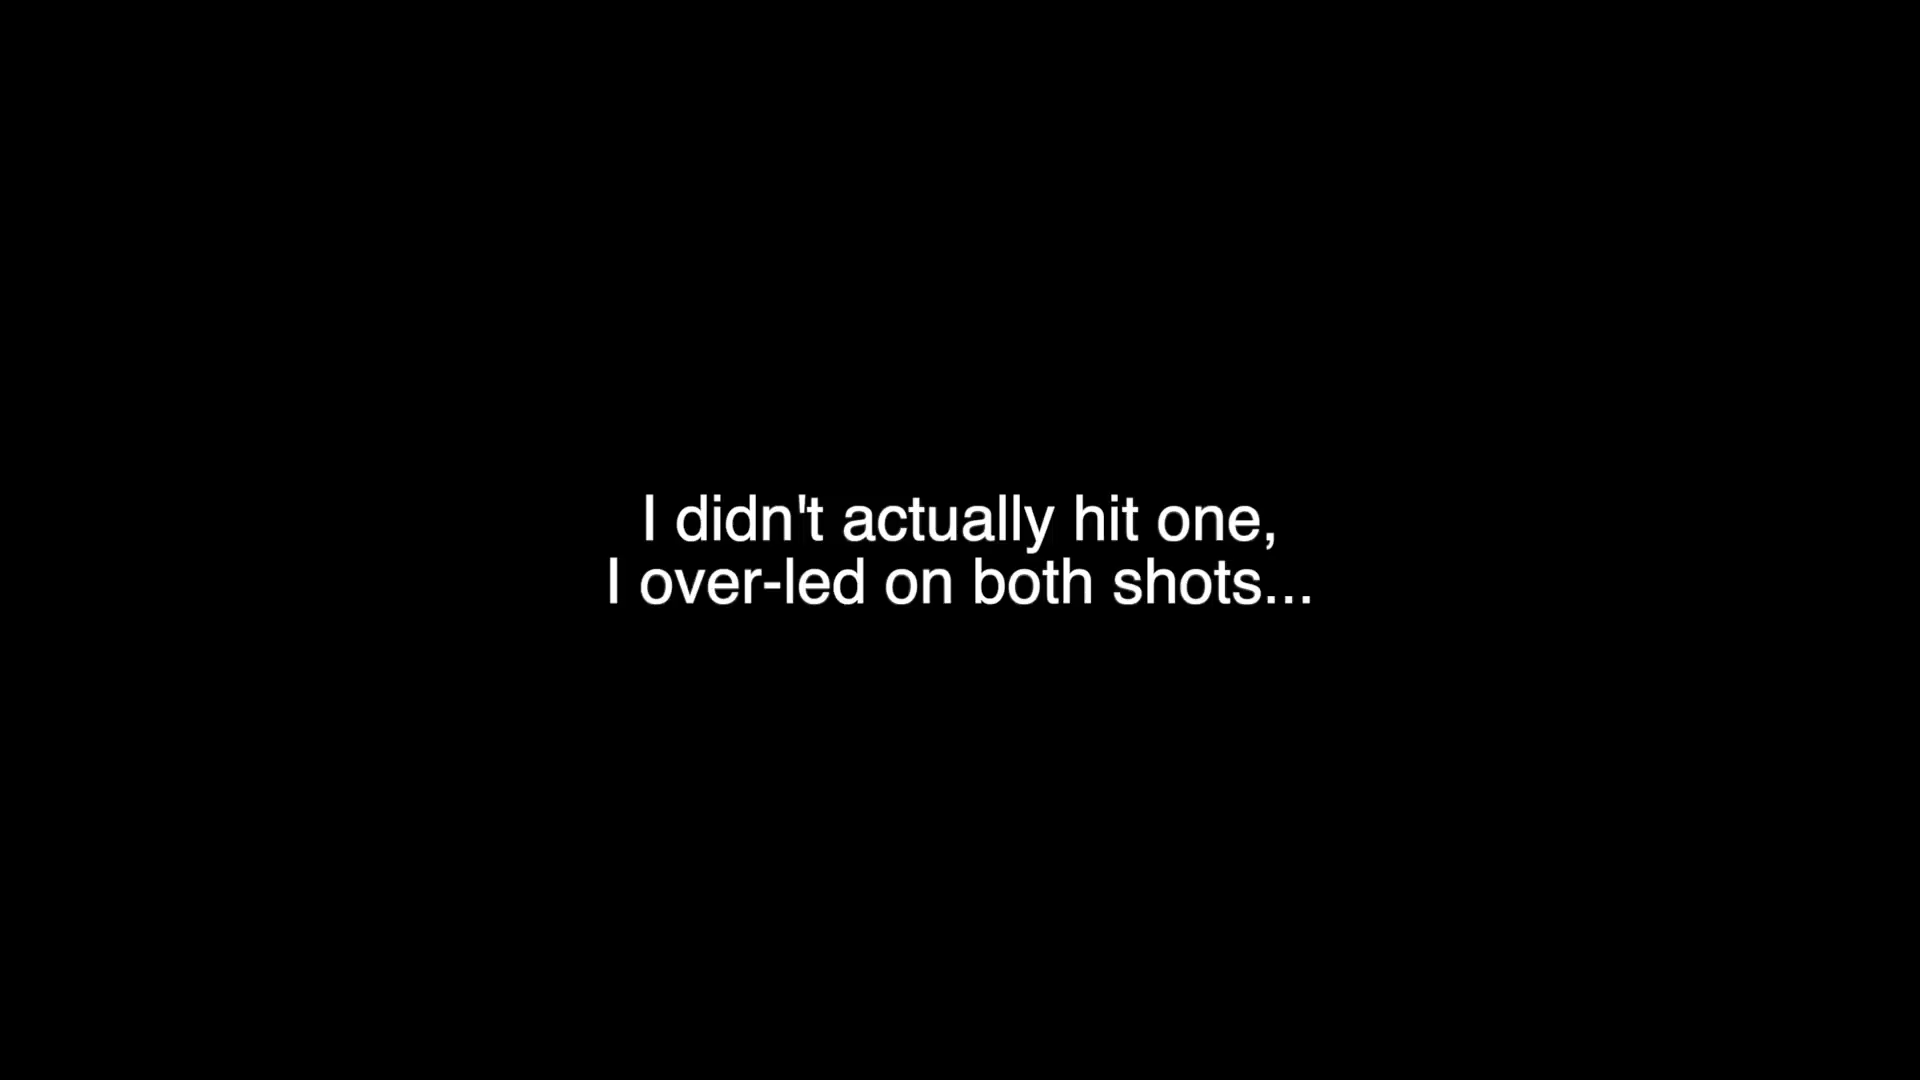 I didn't actually hit one,
I over-led on both shots...